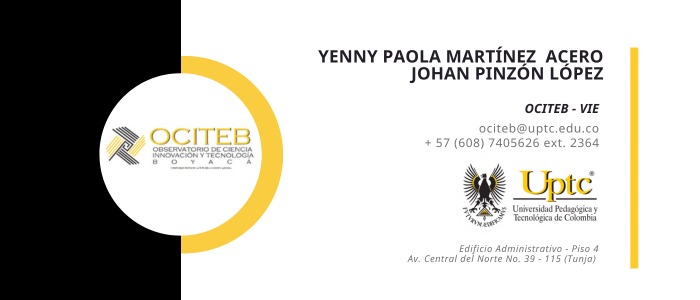 YENNY PAOLA MARTÍNEZ ACERO
JOHAN PINZÓN LÓPEZ
OCITEB - VIE
ociteb@uptc.edu.co
+ 57 (608) 7405626 ext. 2364
OCITEB
OBSERVATORIO DE CIENCIA
INNOVACIÓN Y TECNOLOGÍA
BOYACÁ
Uptc®
Universidad Pedagógica y
Tecnológica de Colombia
Edificio Administrativo - Piso 4
Av. Central del Norte No. 39 - 115 (Tunja)